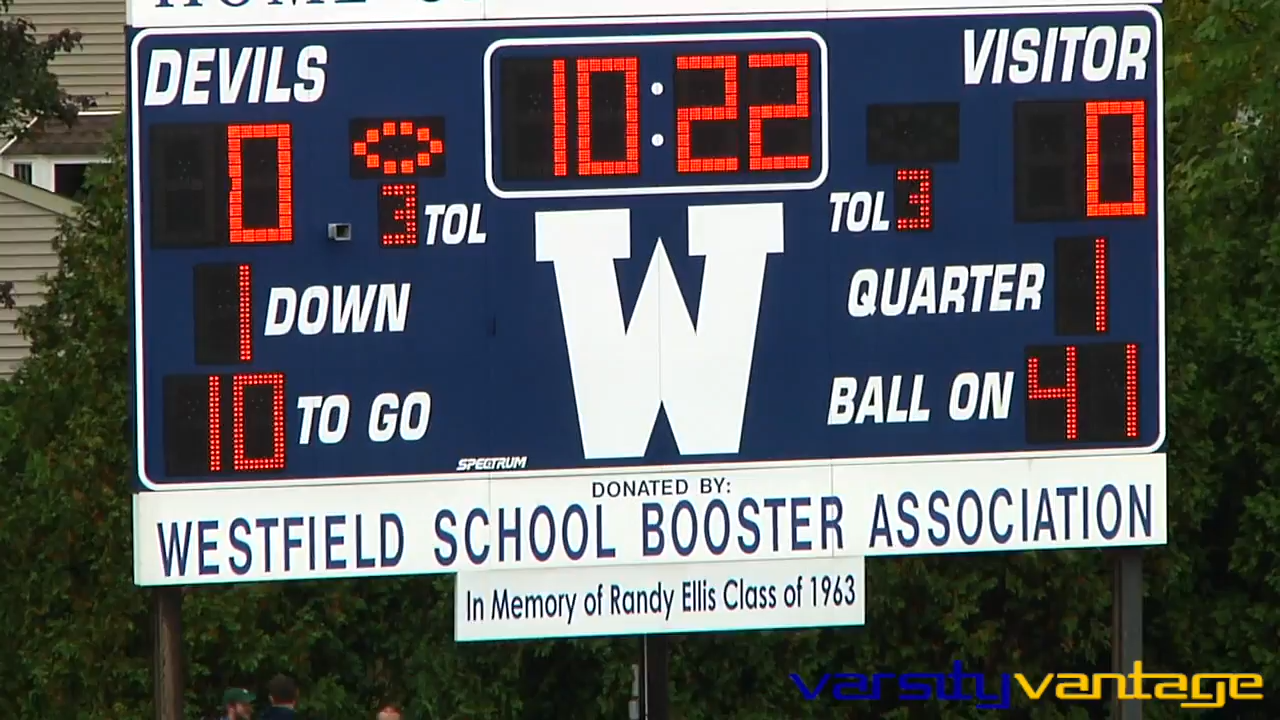 HOME
DEVILS 10:22 VISITOR
0 0
3 TOL TOL 3
1 DOWN QUARTER 1
W
10 TO GO BALL ON 41
SPECTRUM
DONATED BY:
WESTFIELD SCHOOL BOOSTER ASSOCIATION
In Memory of Randy Ellis Class of 1963
varsityvantage